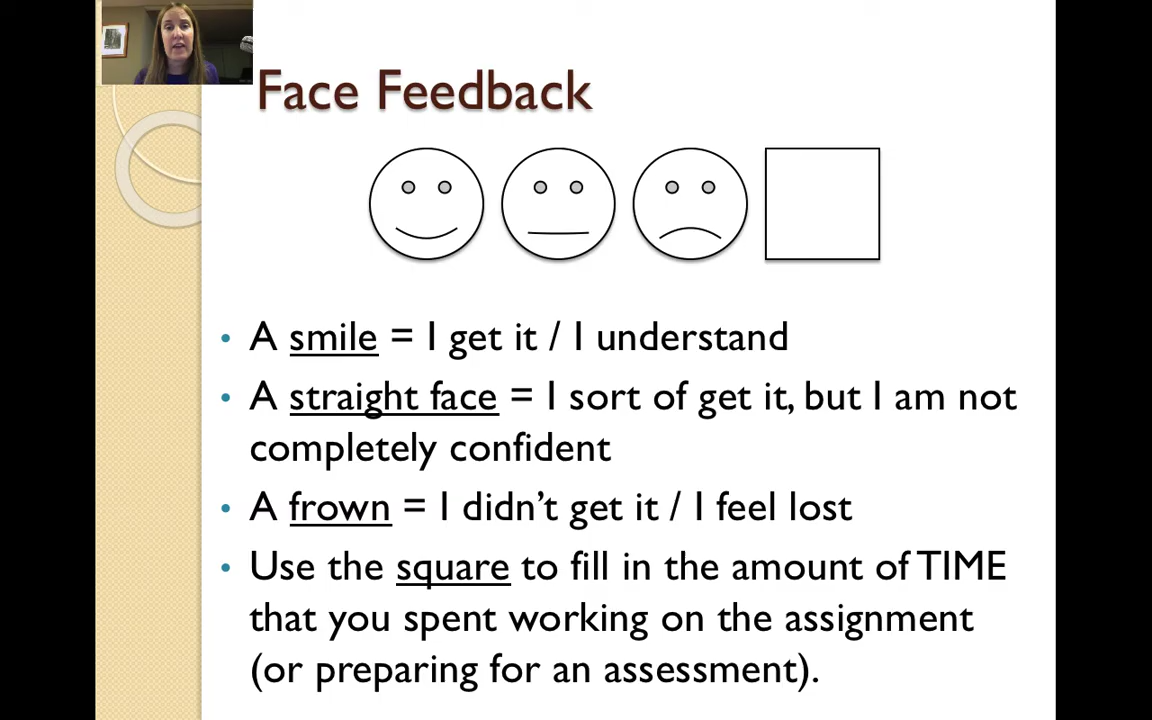 Face Feedback
• A smile = I get it / I understand
• A straight face = I sort of get it, but I am not
completely confident
• A frown = I didn’t get it / I feel lost
• Use the square to fill in the amount of TIME
that you spent working on the assignment
(or preparing for an assessment).